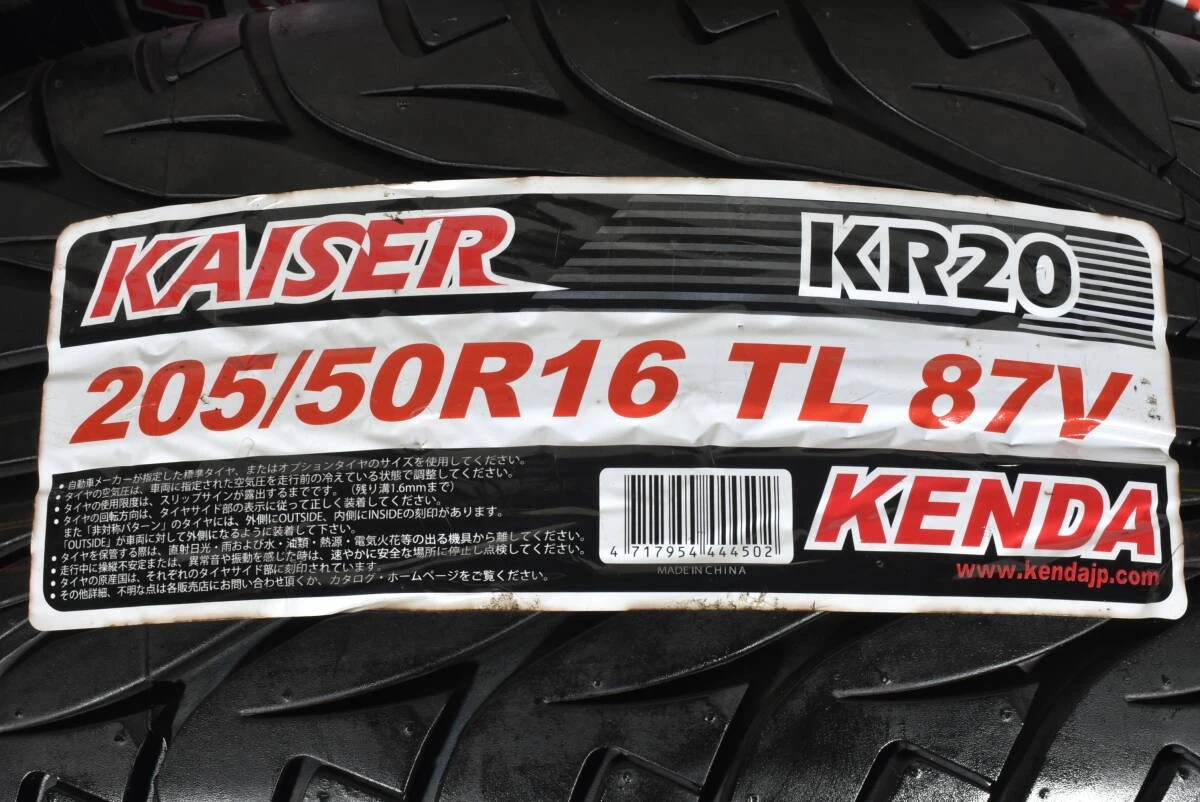 KAISER KR20
205/50R16 TL 87V
• 自動車メーカーが指定した標準タイヤ、またはオプションタイヤのサイズを使用してください。
• タイヤの空気圧は、車両に指定された空気圧を走行前の冷えている状態で調整してください。
• タイヤの使用限度は、スリップサインが露出するまでです。（残り溝1.6mmまで）
• タイヤの回転方向は、タイヤサイド部の表示に従って正しく装着してください。
また「非対称パターン」のタイヤには、外側にOUTSIDE、内側にINSIDEの刻印があります。
「OUTSIDE」が車両に対して外側になるように装着して下さい。
• タイヤを保管する際は、直射日光・雨および水・油類・熱源・電気火花等の出る機具から離してください。
• 走行中に操縦不安定または、異常音や振動を感じた時は、速やかに安全な場所に停止し点検してください。
• タイヤの原産国は、それぞれのタイヤサイド部に刻印されています。
• その他詳細、不明な点は各販売店にお問い合わせ頂くか、カタログ・ホームページをご覧ください。
4 717954 444502
MADE IN CHINA
KENDA
www.kendajp.com